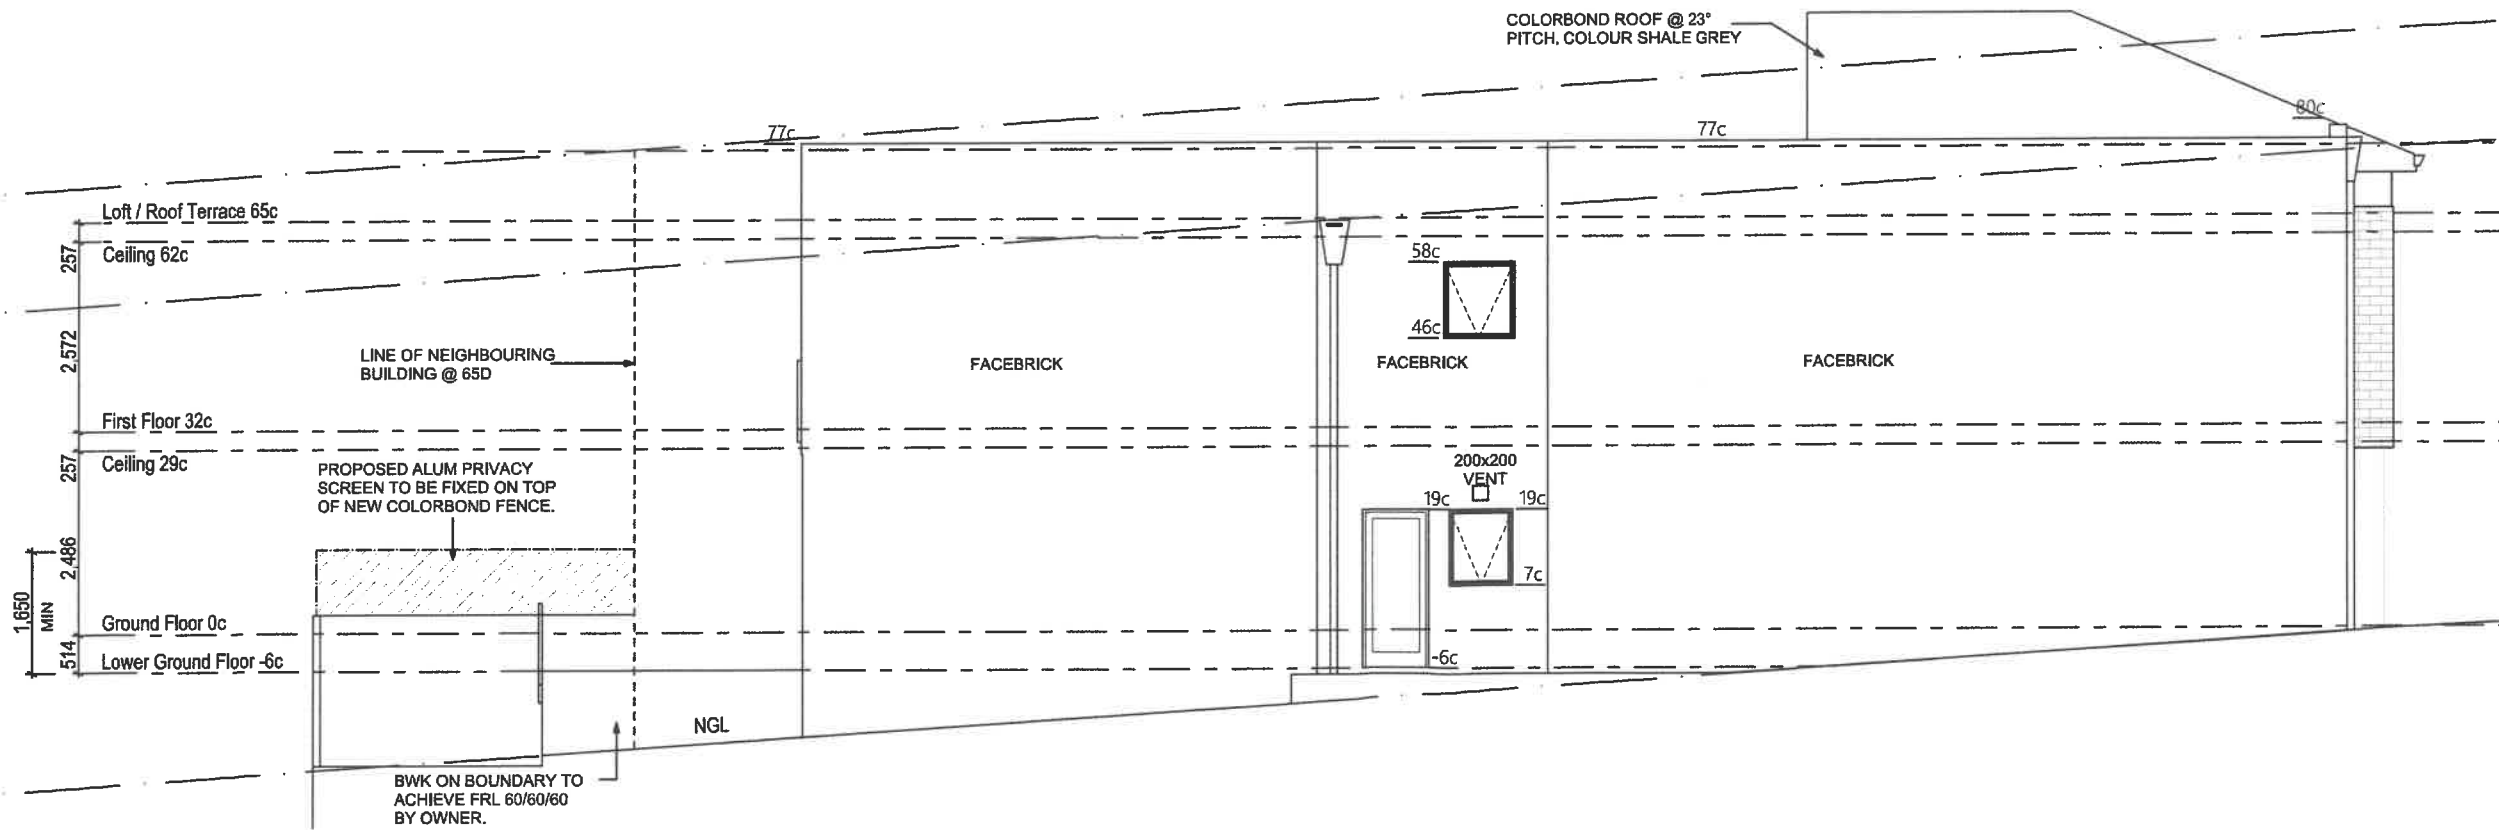 COLORBOND ROOF @ 23°
PITCH, COLOUR SHALE GREY
80c
77c
77c
Loft / Roof Terrace 65c
257
Ceiling 62c
58c
46c
2,572
LINE OF NEIGHBOURING
BUILDING @ 65D
FACEBRICK
FACEBRICK
FACEBRICK
First Floor 32c
257
Ceiling 29c
PROPOSED ALUM PRIVACY
SCREEN TO BE FIXED ON TOP
OF NEW COLORBOND FENCE.
200x200
VENT
19c
19c
7c
2,486
1,650
MIN
Ground Floor 0c
514
Lower Ground Floor -6c
-6c
NGL
BWK ON BOUNDARY TO
ACHIEVE FRL 60/60/60
BY OWNER.